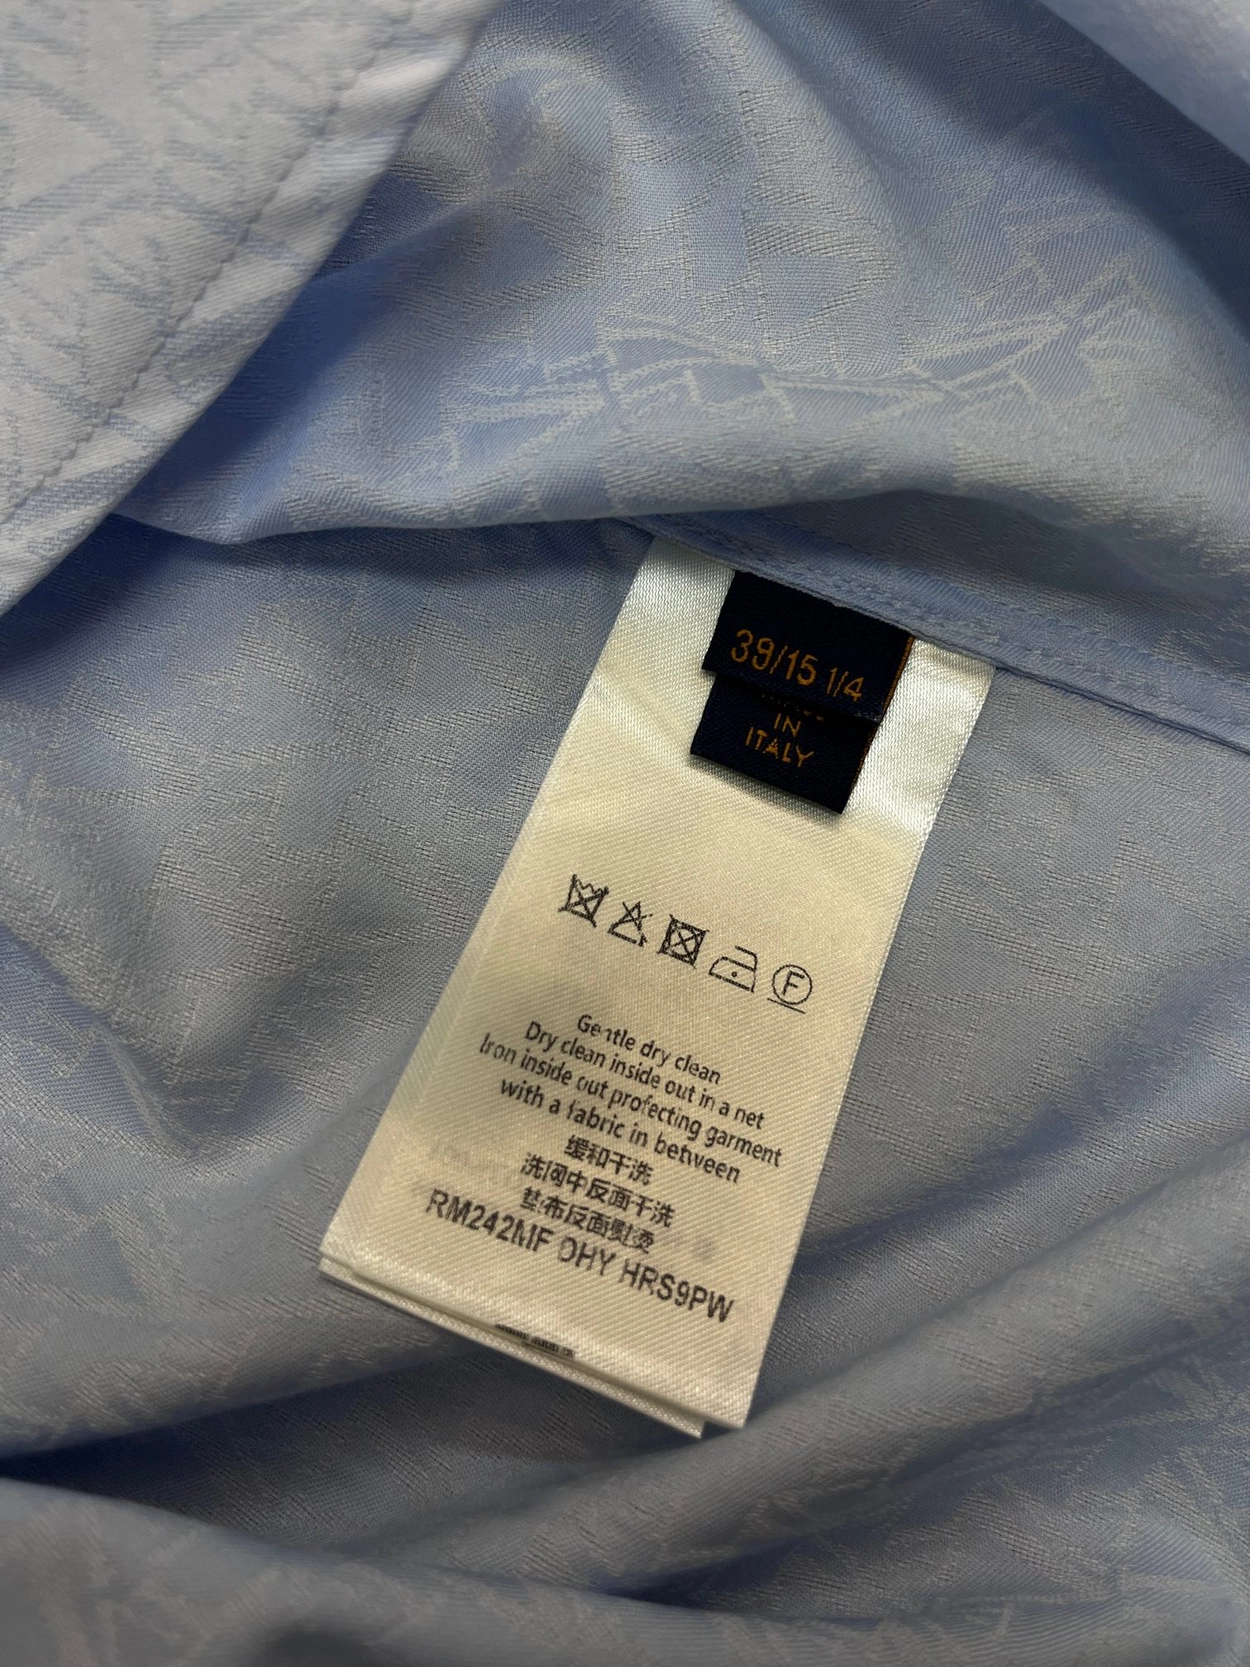 39/15 1/4
IN
ITALY
F
Gentle dry clean
Dry clean inside out in a net
Iron inside out protecting garment
with a fabric in between
缓和干洗
洗网中反面干洗
垫布反面熨烫
RM242MF DHY HRS9PW